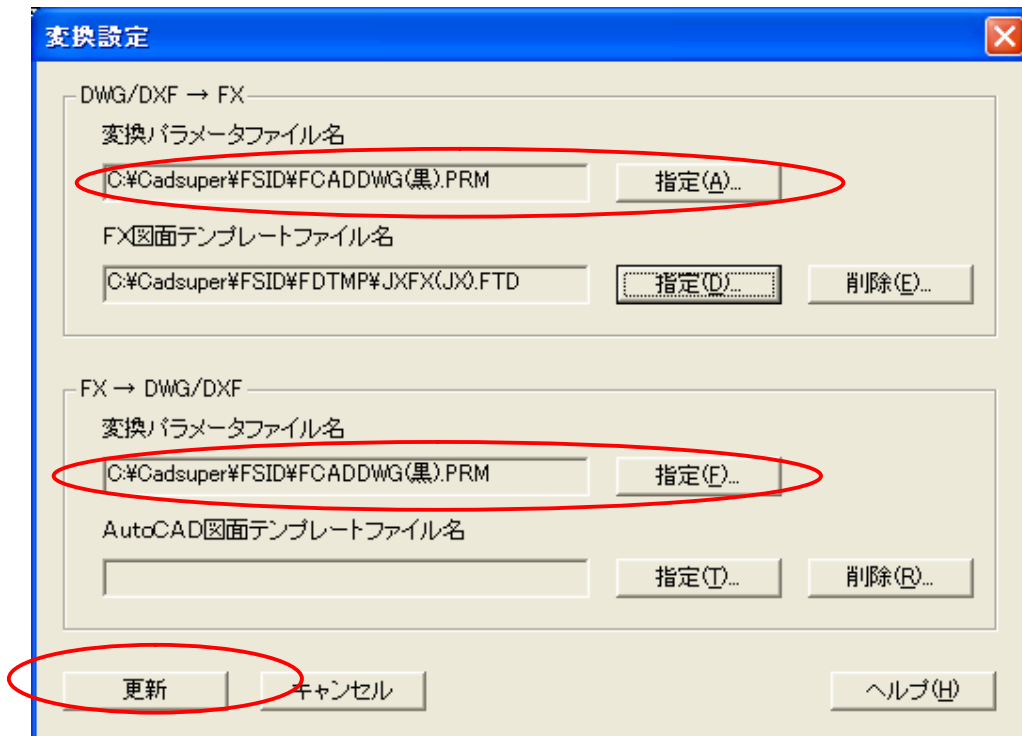 変換設定
DWG/DXF → FX
変換パラメータファイル名
C:¥Cadsuper¥FSID¥FCADDWG(黒).PRM 指定(A)...
FX図面テンプレートファイル名
C:¥Cadsuper¥FSID¥FDTMP¥JXFX(JX).FTD 指定(D)... 削除(E)...
FX → DWG/DXF
変換パラメータファイル名
C:¥Cadsuper¥FSID¥FCADDWG(黒).PRM 指定(F)...
AutoCAD図面テンプレートファイル名
指定(T)... 削除(R)...
更新 キャンセル ヘルプ(H)